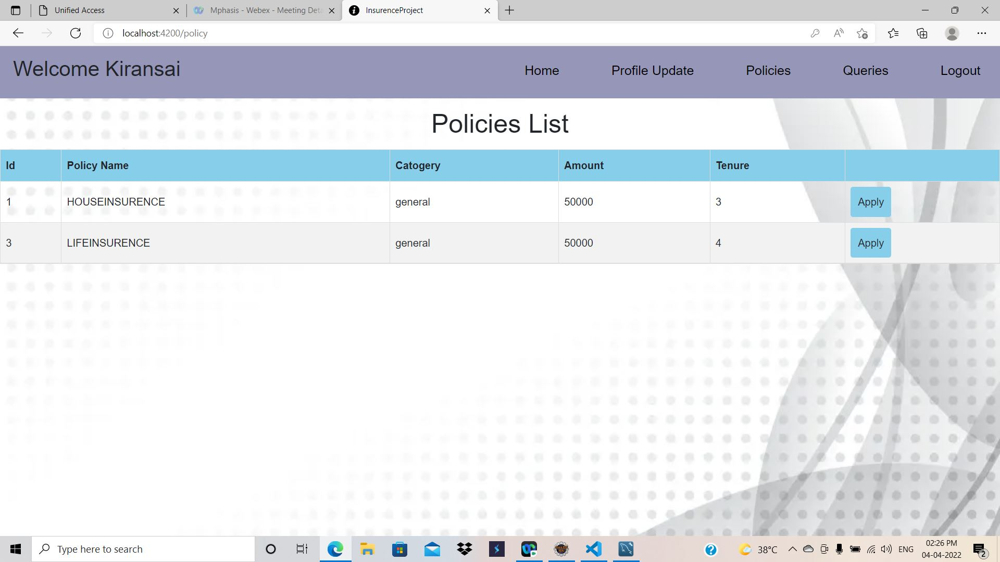 Unified Access
Mphasis - Webex - Meeting Deta
InsurenceProject
localhost:4200/policy
Welcome Kiransai
Home Profile Update Policies Queries Logout
Policies List
Id Policy Name Catogery Amount Tenure
1 HOUSEINSURENCE general 50000 3 Apply
3 LIFEINSURENCE general 50000 4 Apply
Type here to search
38°C
ENG
02:26 PM
04-04-2022
2